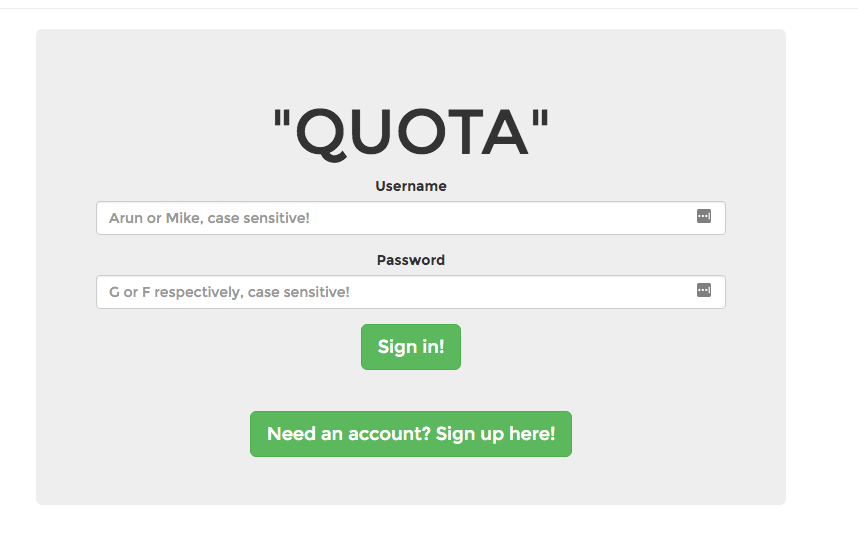 "QUOTA"
Username
Arun or Mike, case sensitive!
Password
G or F respectively, case sensitive!
Sign in!
Need an account? Sign up here!